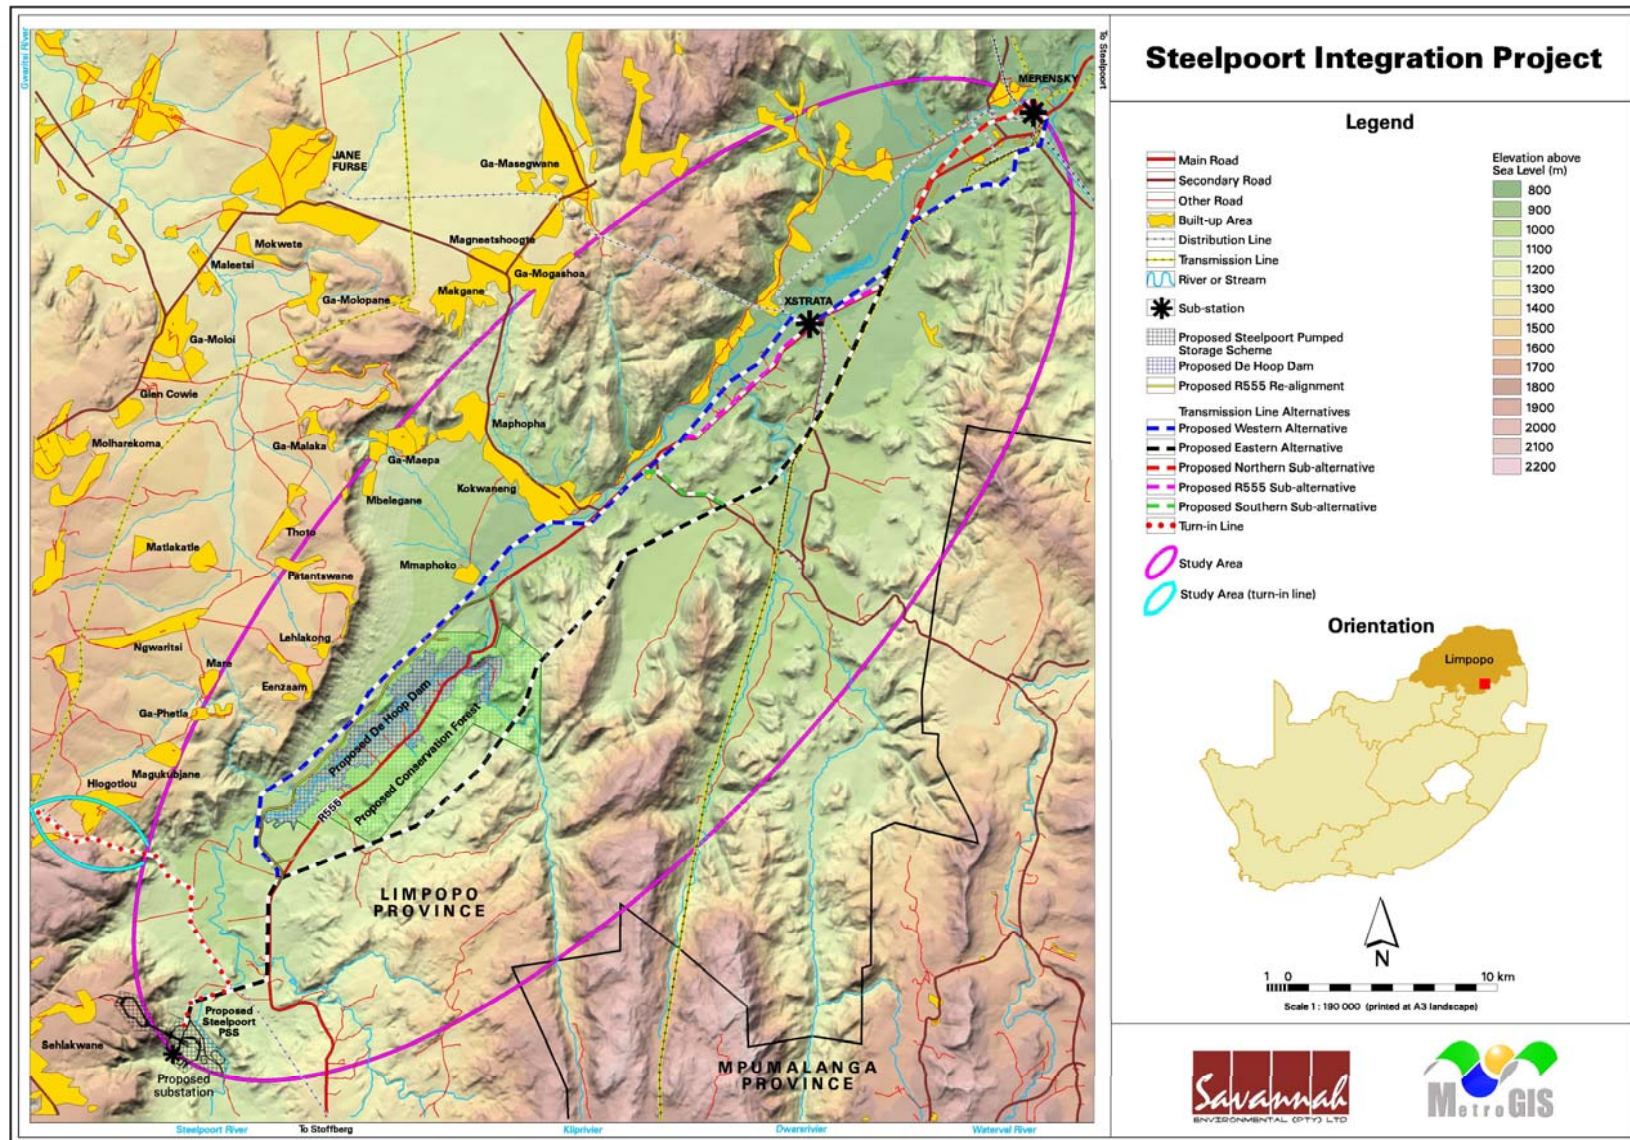 Steelpoort Integration Project
Legend
Main Road
Secondary Road
Other Road
Built-up Area
Distribution Line
Transmission Line
River or Stream
Sub-station
Proposed Steelpoort Pumped
Storage Scheme
Proposed De Hoop Dam
Proposed R555 Re-alignment
Transmission Line Alternatives
Proposed Western Alternative
Proposed Eastern Alternative
Proposed Northern Sub-alternative
Proposed R555 Sub-alternative
Proposed Southern Sub-alternative
Turn-in Line
Study Area
Study Area (turn-in line)
Elevation above
Sea Level (m)
800
900
1000
1100
1200
1300
1400
1500
1600
1700
1800
1900
2000
2100
2200
Orientation
Limpopo
N
1 0 10 km
Scale 1 : 190 000 (printed at A3 landscape)
Savannah
ENVIRONMENTAL (PTY) LTD
MetroGIS
Gwaritsi River
To Steelpoort
MERENSKY
JANE
FURSE
Ga-Masegwane
Mokwete
Magneetshoogte
Maleetsi
Ga-Mogashoa
Makgane
Ga-Molopane
XSTRATA
Ga-Moloi
Glen Cowie
Maphopha
Molharekoma
Ga-Malaka
Ga-Maepa
Kokwaneng
Mbelegane
Thoto
Matlakatle
Mmaphoko
Patantswane
Lehlakong
Ngwaritsi
Mare
Eenzaam
Ga-Phetla
Proposed De Hoop Dam
Proposed Conservation Forest
Magukubjane
Hlogotlou
R555
LIMPOPO
PROVINCE
Proposed
Steelpoort
PSS
Sehlakwane
Proposed
substation
MPUMALANGA
PROVINCE
Steelpoort River
To Stoffberg
Kliprivier
Dwarsrivier
Waterval River